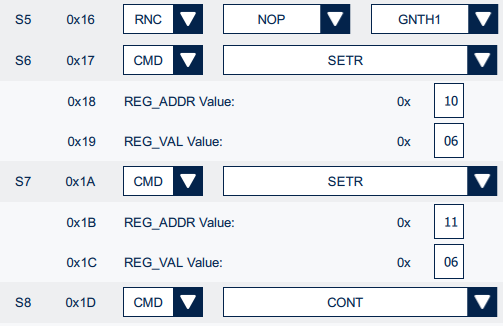 S5 0x16 RNC NOP GNTH1
S6 0x17 CMD SETR
0x18 REG_ADDR Value: 0x 10
0x19 REG_VAL Value: 0x 06
S7 0x1A CMD SETR
0x1B REG_ADDR Value: 0x 11
0x1C REG_VAL Value: 0x 06
S8 0x1D CMD CONT